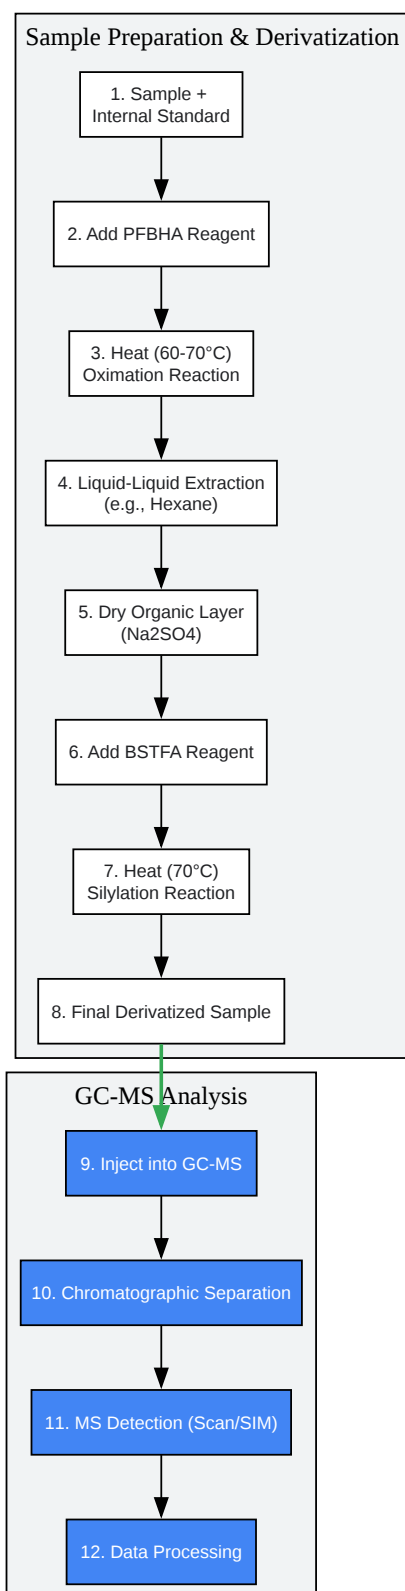 Sample Preparation & Derivatization
1. Sample +
Internal Standard
2. Add PFBHA Reagent
3. Heat (60-70°C)
Oximation Reaction
4. Liquid-Liquid Extraction
(e.g., Hexane)
5. Dry Organic Layer
(Na2SO4)
6. Add BSTFA Reagent
7. Heat (70°C)
Silylation Reaction
8. Final Derivatized Sample
GC-MS Analysis
9. Inject into GC-MS
10. Chromatographic Separation
11. MS Detection (Scan/SIM)
12. Data Processing